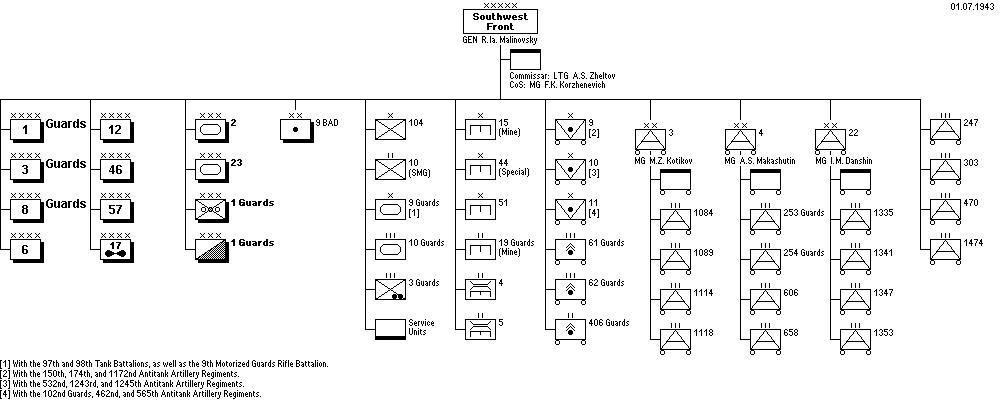 01.07.1943
XXXXX
Southwest
Front
GEN R.Ia. Malinovsky
Commissar: LTG A.S. Zheltov
CoS: MG F.K. Korzhenevich
XXXX
1 Guards
XXXX
3
XXXX
8 Guards
XXXX
6
XXXX
12
XXXX
46
XXXX
57
XXXX
17
XXX
2
XXX
23
XXX
1 Guards
XXX
1 Guards
XX
9 BAD
X
104
X
10
(SMG)
X
9 Guards
[1]
III
10 Guards
III
3 Guards
Service
Units
X
15
(Mine)
X
44
(Special)
X
51
II
19 Guards
(Mine)
II
4
II
5
X
9
[2]
X
10
[3]
X
11
[4]
III
61 Guards
III
62 Guards
III
406 Guards
XX
3
MG M.Z. Kotikov
III
1084
III
1089
III
1114
III
1118
XX
4
MG A.S. Makashutin
III
253 Guards
III
254 Guards
III
606
III
658
XX
22
MG I.M. Danshin
III
1335
III
1341
III
1347
III
1353
III
247
III
303
III
470
III
1474
[1] With the 97th and 98th Tank Battalions, as well as the 9th Motorized Guards Rifle Battalion.
[2] With the 150th, 174th, and 1172nd Antitank Artillery Regiments.
[3] With the 532nd, 1243rd, and 1245th Antitank Artillery Regiments.
[4] With the 102nd Guards, 462nd, and 565th Antitank Artillery Regiments.